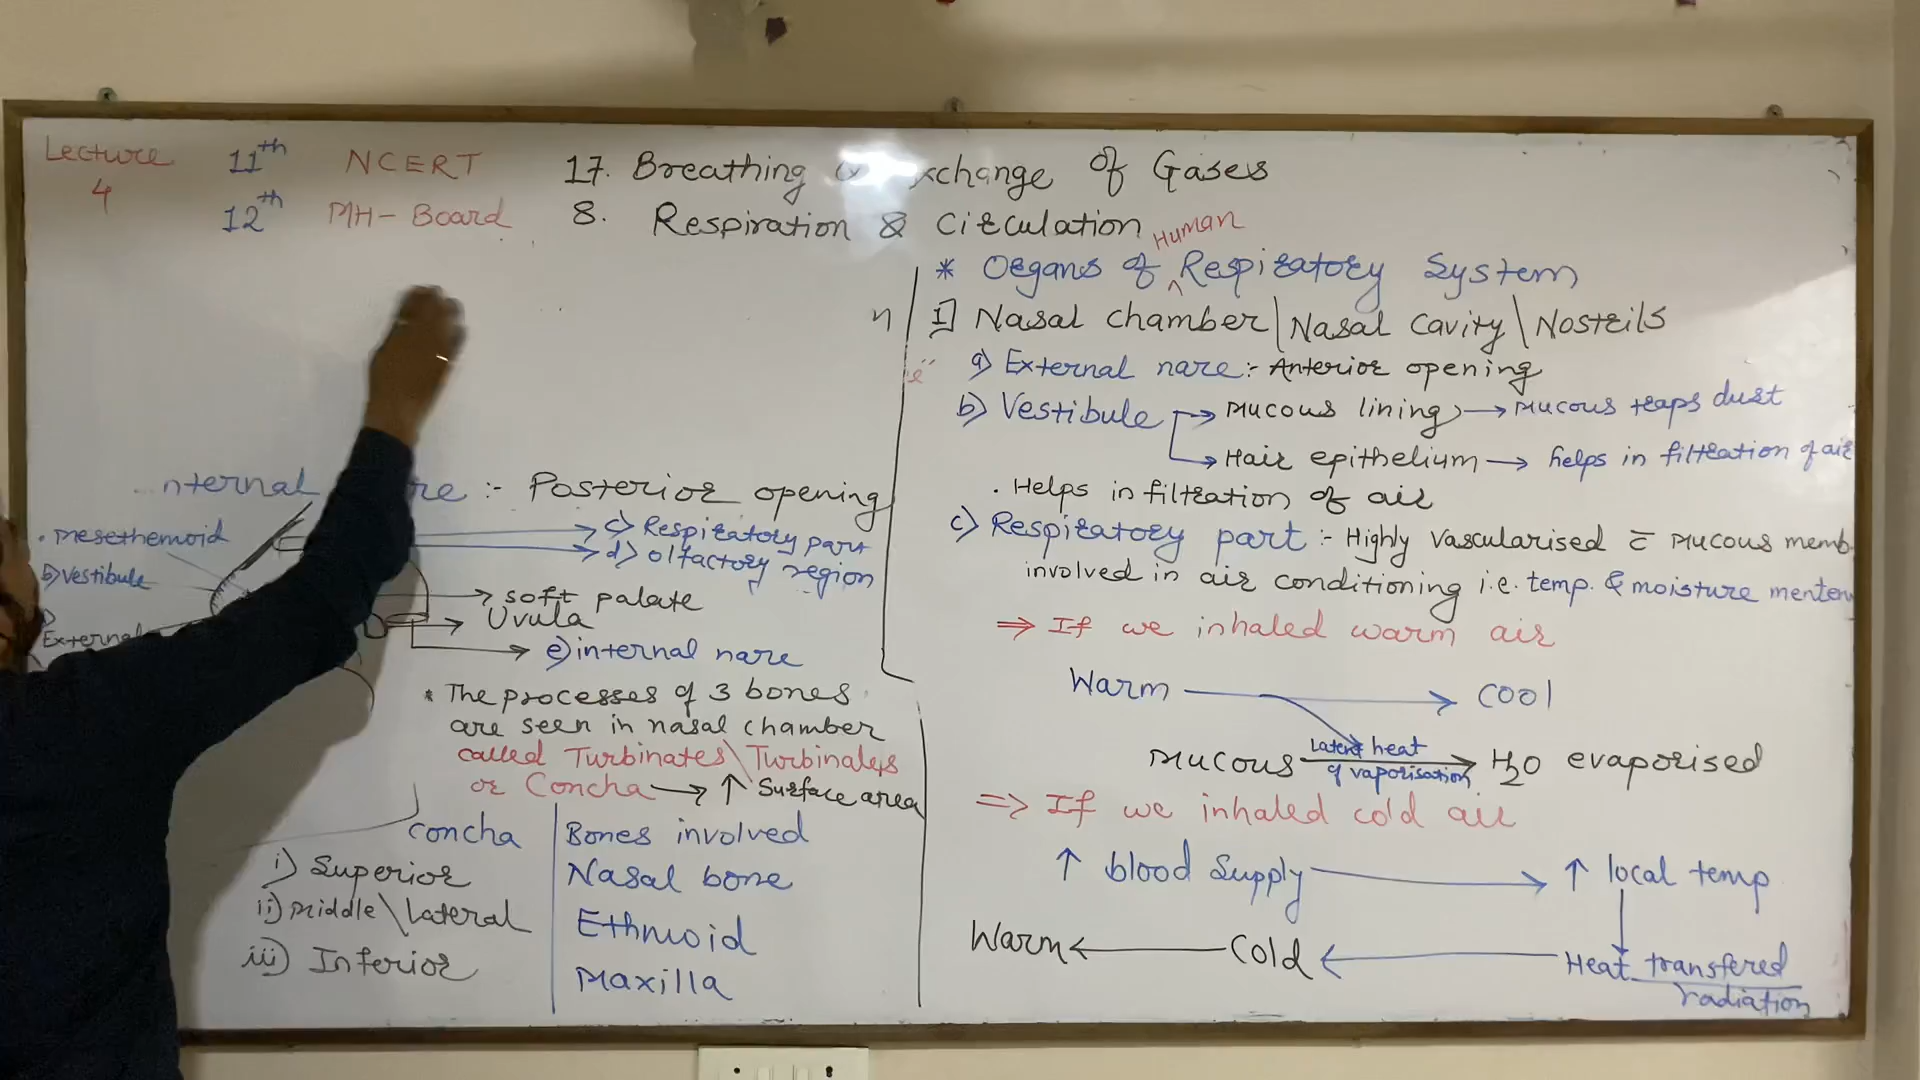 Lecture 4
11th NCERT 17. Breathing & xchange of Gases
12th MH-Board 8. Respiration & Circulation
* Organs of Human Respiratory System
I] Nasal chamber | Nasal Cavity \ Nostrils
a) External nare :- Anterior opening
b) Vestibule → Mucous lining → Mucous traps dust
→ Hair epithelium → helps in filtration of air
. Helps in filtration of air
c) Respiratory part :- Highly vascularised c̄ Mucous memb
involved in air conditioning i.e. temp. & moisture menten
⇒ If we inhaled warm air
Warm → cool
Mucous Latent heat of vaporisation → H2O evaporised
⇒ If we inhaled cold air
↑ blood Supply → ↑ local temp
Warm ← Cold ← Heat transfered
radiation
nternal re :- Posterior opening
. mesethemoid
b) Vestibule
External
c) Respiratory part
d) olfactory region
soft palate
Uvula
e) internal nare
* The processes of 3 bones
are seen in nasal chamber
called Turbinates \ Turbinals
or Concha → ↑ Surface area
Concha | Bones involved
i) Superior Nasal bone
ii) middle \ lateral Ethmoid
iii) Inferior Maxilla